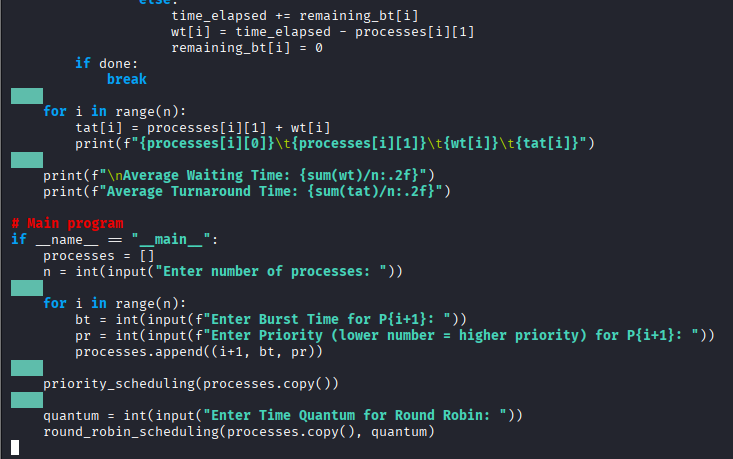 else:
                    time_elapsed += remaining_bt[i]
                    wt[i] = time_elapsed - processes[i][1]
                    remaining_bt[i] = 0
        if done:
            break

    for i in range(n):
        tat[i] = processes[i][1] + wt[i]
        print(f"{processes[i][0]}\t{processes[i][1]}\t{wt[i]}\t{tat[i]}")

    print(f"\nAverage Waiting Time: {sum(wt)/n:.2f}")
    print(f"Average Turnaround Time: {sum(tat)/n:.2f}")

# Main program
if __name__ == "__main__":
    processes = []
    n = int(input("Enter number of processes: "))

    for i in range(n):
        bt = int(input(f"Enter Burst Time for P{i+1}: "))
        pr = int(input(f"Enter Priority (lower number = higher priority) for P{i+1}: "))
        processes.append((i+1, bt, pr))

    priority_scheduling(processes.copy())

    quantum = int(input("Enter Time Quantum for Round Robin: "))
    round_robin_scheduling(processes.copy(), quantum)